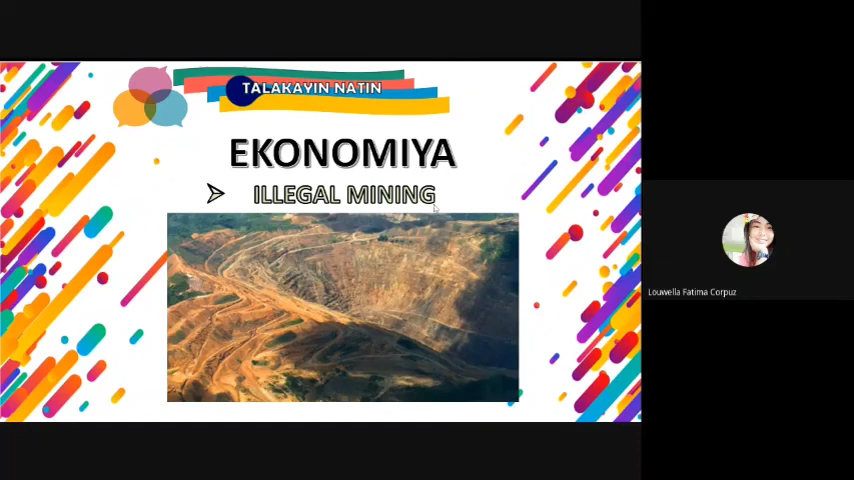 TALAKAYIN NATIN
EKONOMIYA
ILLEGAL MINING
Louwella Fatima Corpuz